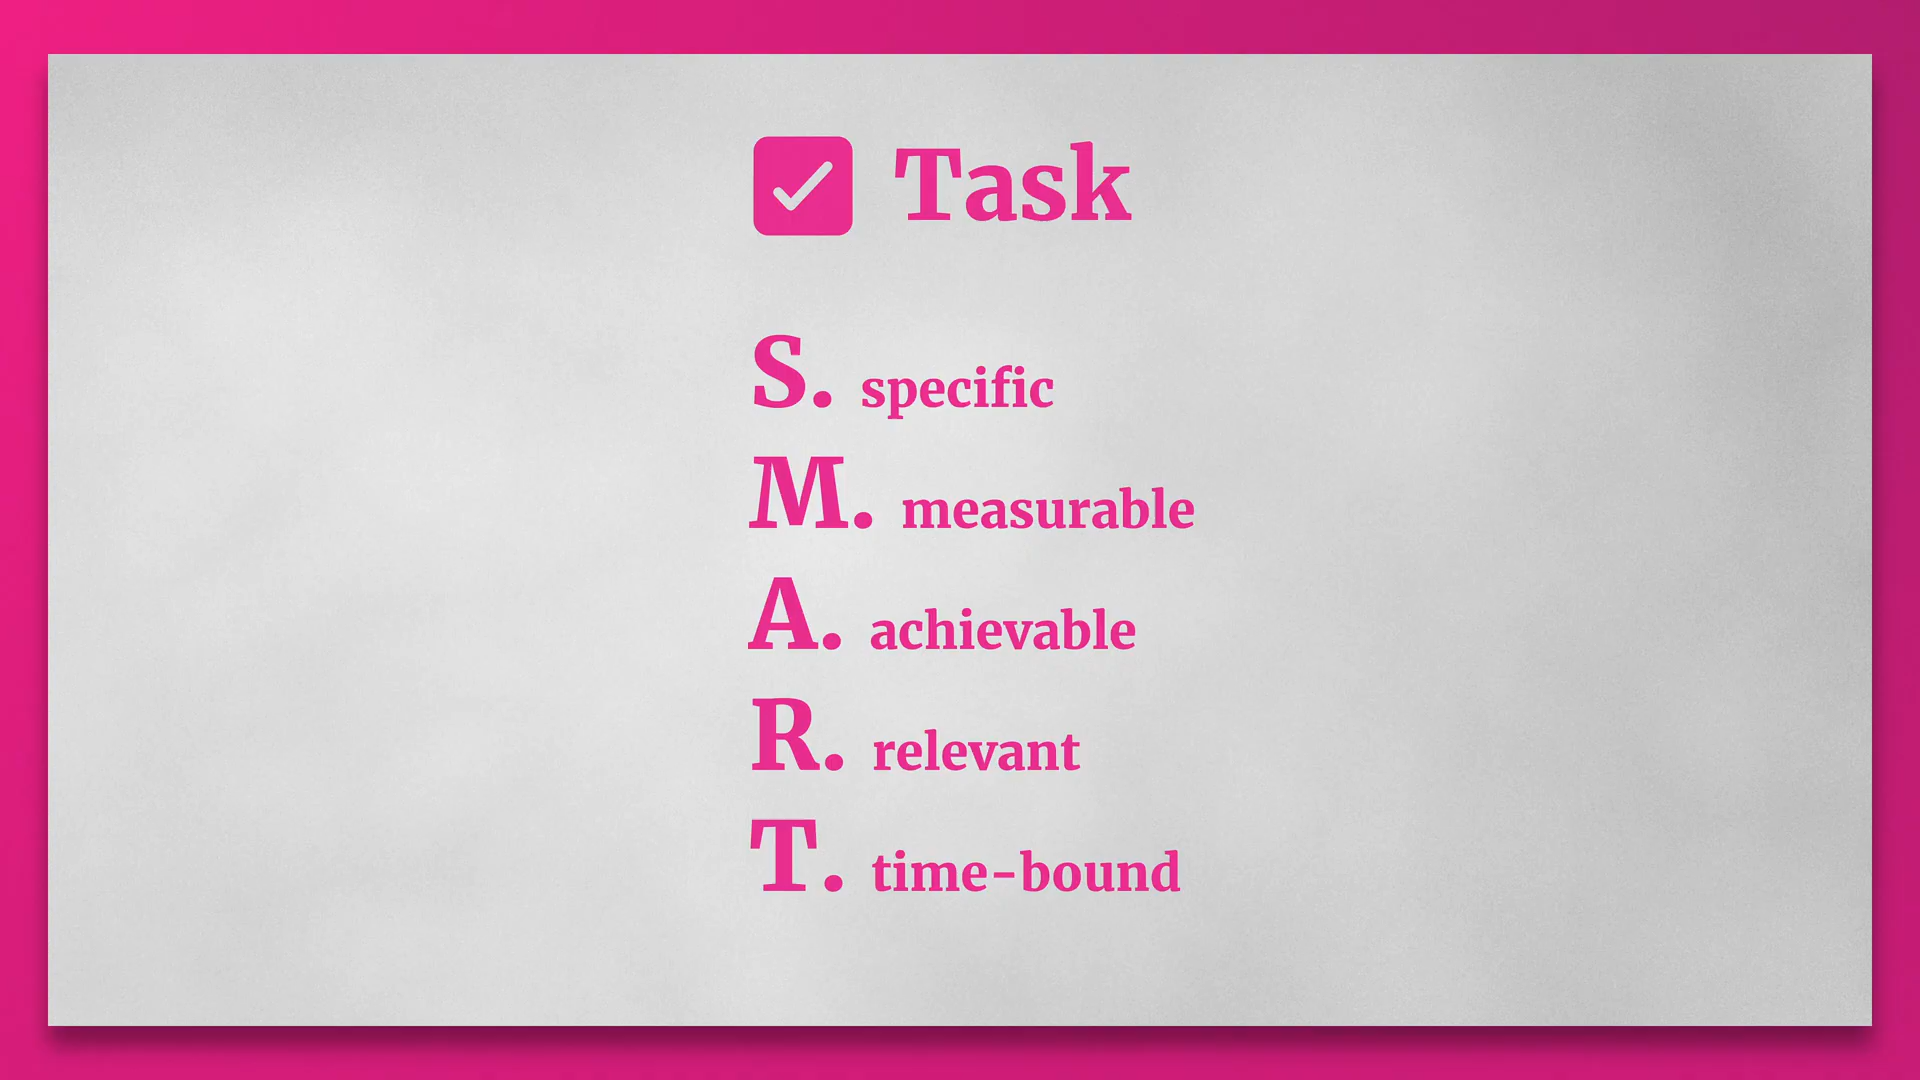 Task
S. specific
M. measurable
A. achievable
R. relevant
T. time-bound